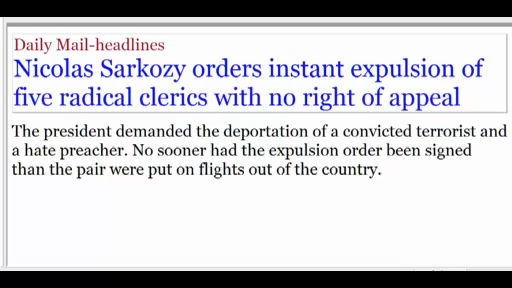 Daily Mail-headlines
Nicolas Sarkozy orders instant expulsion of
five radical clerics with no right of appeal
The president demanded the deportation of a convicted terrorist and
a hate preacher. No sooner had the expulsion order been signed
than the pair were put on flights out of the country.